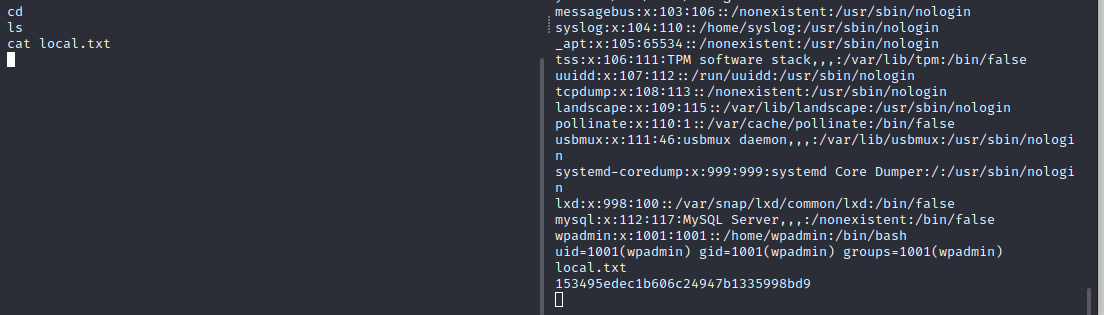 cd
ls
cat local.txt
messagebus:x:103:106::/nonexistent:/usr/sbin/nologin
syslog:x:104:110::/home/syslog:/usr/sbin/nologin
_apt:x:105:65534::/nonexistent:/usr/sbin/nologin
tss:x:106:111:TPM software stack,,,:/var/lib/tpm:/bin/false
uuidd:x:107:112::/run/uuidd:/usr/sbin/nologin
tcpdump:x:108:113::/nonexistent:/usr/sbin/nologin
landscape:x:109:115::/var/lib/landscape:/usr/sbin/nologin
pollinate:x:110:1::/var/cache/pollinate:/bin/false
usbmux:x:111:46:usbmux daemon,,,:/var/lib/usbmux:/usr/sbin/nologi
n
systemd-coredump:x:999:999:systemd Core Dumper:/:/usr/sbin/nologi
n
lxd:x:998:100::/var/snap/lxd/common/lxd:/bin/false
mysql:x:112:117:MySQL Server,,,:/nonexistent:/bin/false
wpadmin:x:1001:1001::/home/wpadmin:/bin/bash
uid=1001(wpadmin) gid=1001(wpadmin) groups=1001(wpadmin)
local.txt
153495edec1b606c24947b1335998bd9